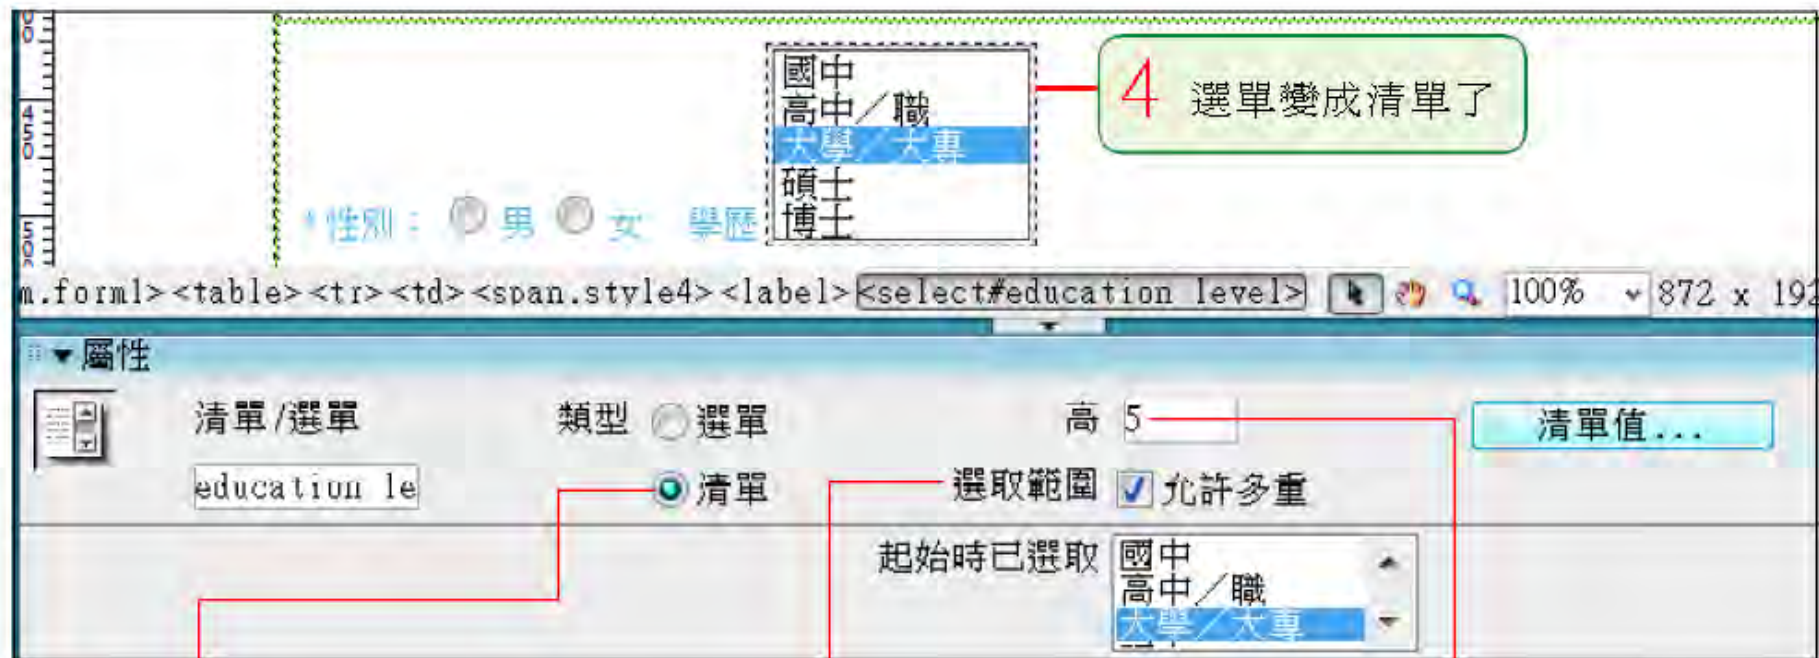 國中
高中／職
大學／大專
碩士
博士
4 選單變成清單了
*性別： 男 女 學歷
m.form1><table><tr><td><span.style4><label><select#education level> 100% 872 x 192
屬性
清單/選單 類型 選單 高 5 清單值...
education le 清單 選取範圍 允許多重
起始時已選取 國中
高中／職
大學／大專